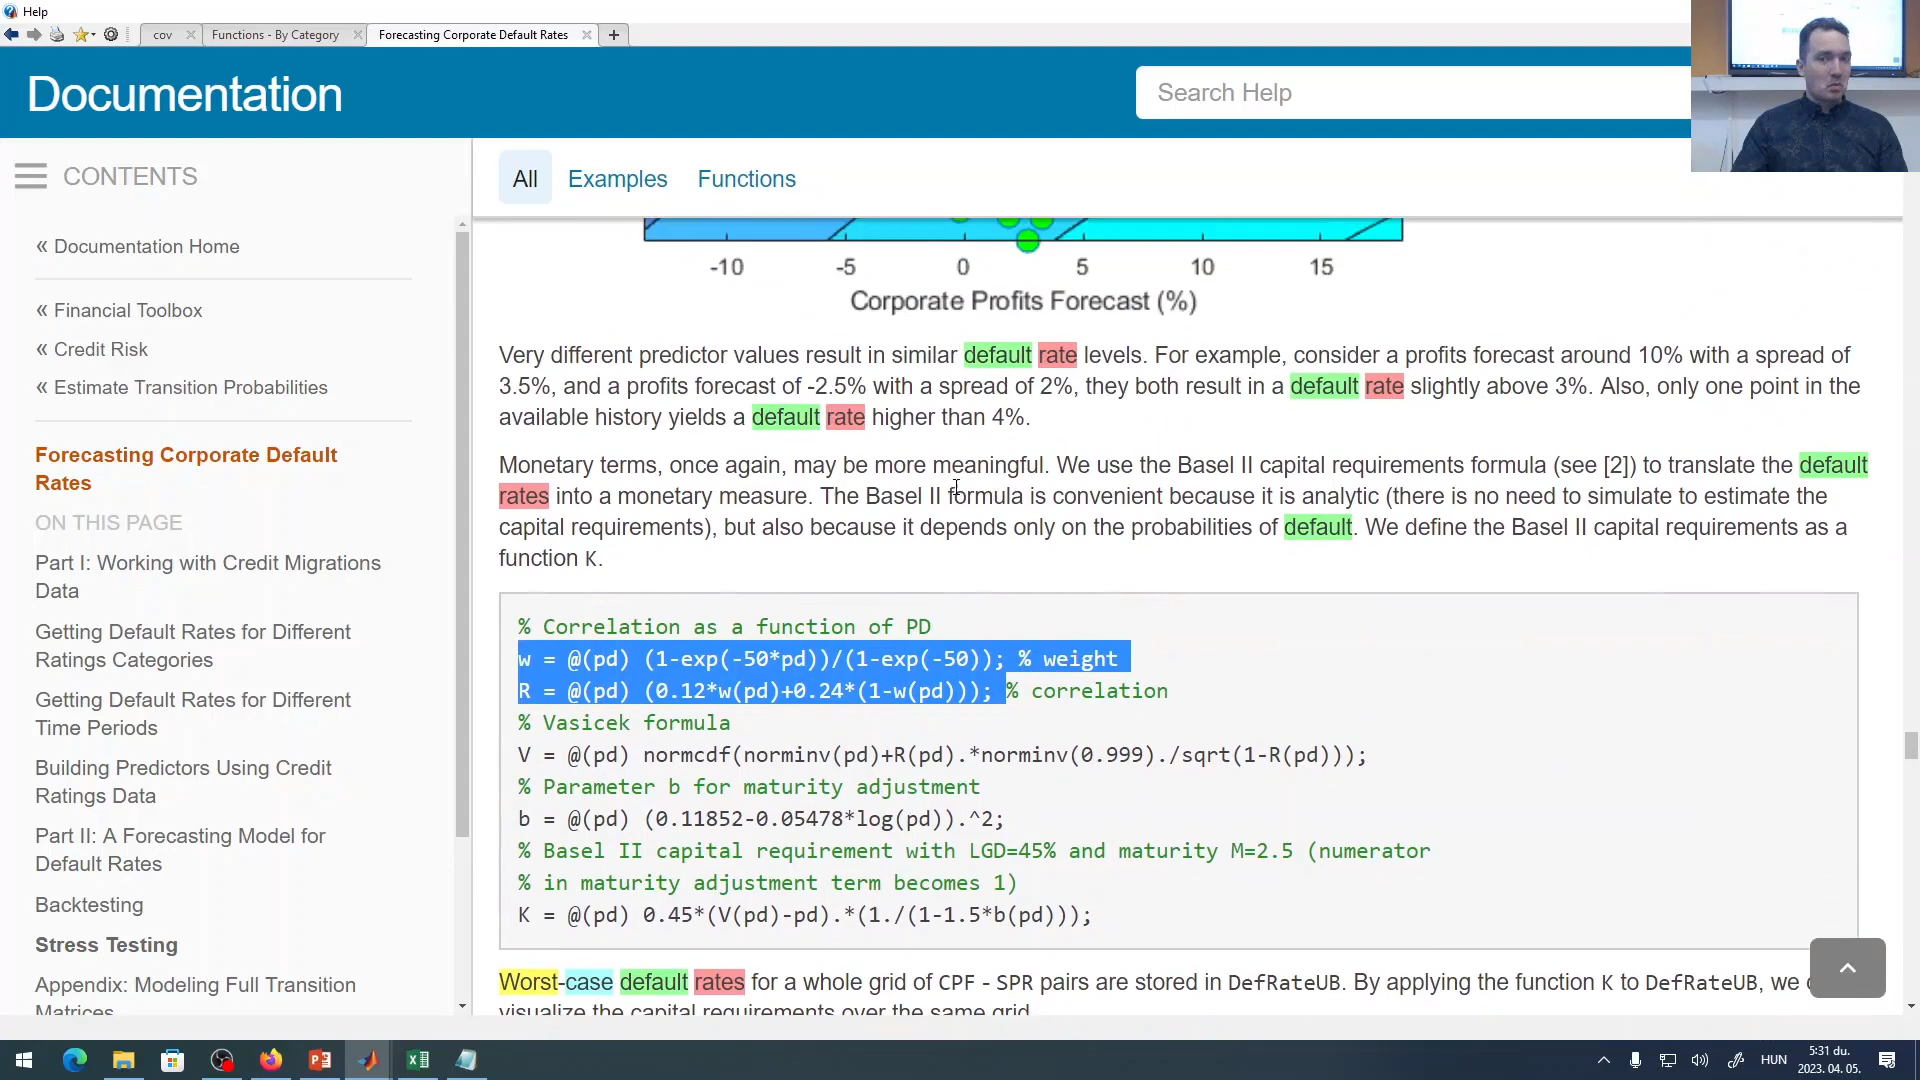 Help
cov
Functions - By Category
Forecasting Corporate Default Rates
Documentation
Search Help
CONTENTS
All
Examples
Functions
« Documentation Home
« Financial Toolbox
« Credit Risk
« Estimate Transition Probabilities
Forecasting Corporate Default
Rates
ON THIS PAGE
Part I: Working with Credit Migrations
Data
Getting Default Rates for Different
Ratings Categories
Getting Default Rates for Different
Time Periods
Building Predictors Using Credit
Ratings Data
Part II: A Forecasting Model for
Default Rates
Backtesting
Stress Testing
Appendix: Modeling Full Transition
Matrices
-10 -5 0 5 10 15
Corporate Profits Forecast (%)
Very different predictor values result in similar default rate levels. For example, consider a profits forecast around 10% with a spread of
3.5%, and a profits forecast of -2.5% with a spread of 2%, they both result in a default rate slightly above 3%. Also, only one point in the
available history yields a default rate higher than 4%.
Monetary terms, once again, may be more meaningful. We use the Basel II capital requirements formula (see [2]) to translate the default
rates into a monetary measure. The Basel II formula is convenient because it is analytic (there is no need to simulate to estimate the
capital requirements), but also because it depends only on the probabilities of default. We define the Basel II capital requirements as a
function K.
% Correlation as a function of PD
w = @(pd) (1-exp(-50*pd))/(1-exp(-50)); % weight
R = @(pd) (0.12*w(pd)+0.24*(1-w(pd))); % correlation
% Vasicek formula
V = @(pd) normcdf(norminv(pd)+R(pd).*norminv(0.999)./sqrt(1-R(pd)));
% Parameter b for maturity adjustment
b = @(pd) (0.11852-0.05478*log(pd)).^2;
% Basel II capital requirement with LGD=45% and maturity M=2.5 (numerator
% in maturity adjustment term becomes 1)
K = @(pd) 0.45*(V(pd)-pd).*(1./(1-1.5*b(pd)));
Worst-case default rates for a whole grid of CPF - SPR pairs are stored in DefRateUB. By applying the function K to DefRateUB, we
visualize the capital requirements over the same grid.
HUN
5:31 du.
2023. 04. 05.